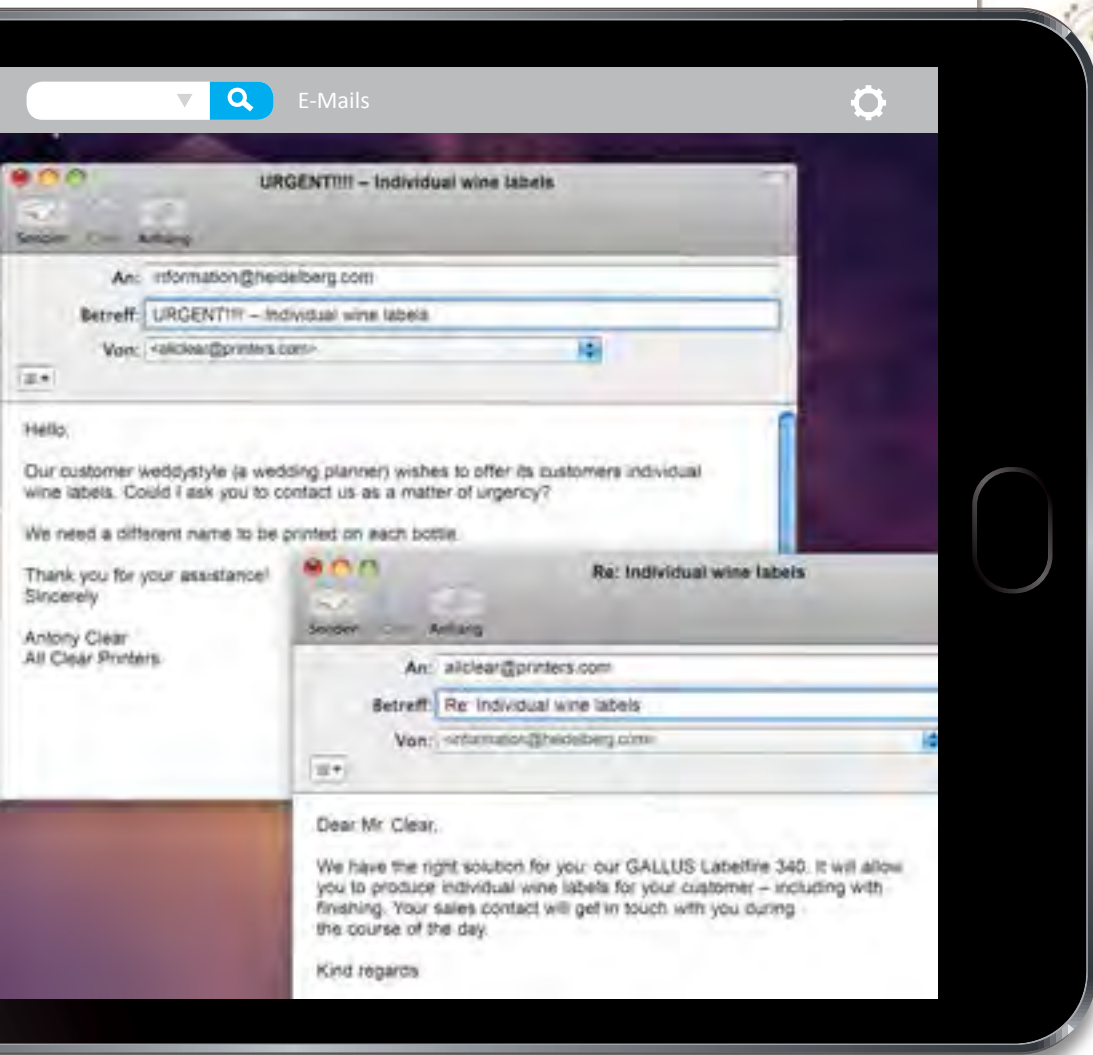 E-Mails
URGENT!!!! – Individual wine labels
Senden Chat Anhang
An: information@heidelberg.com
Betreff: URGENT!!!! – Individual wine labels
Von: <allclear@printers.com>
Hello,
Our customer weddystyle (a wedding planner) wishes to offer its customers individual
wine labels. Could I ask you to contact us as a matter of urgency?
We need a different name to be printed on each bottle.
Thank you for your assistance!
Sincerely
Antony Clear
All Clear Printers
Re: Individual wine labels
Senden Chat Anhang
An: allclear@printers.com
Betreff: Re: Individual wine labels
Von: <information@heidelberg.com>
Dear Mr. Clear,
We have the right solution for you: our GALLUS Labelfire 340. It will allow
you to produce individual wine labels for your customer – including with
finishing. Your sales contact will get in touch with you during
the course of the day.
Kind regards